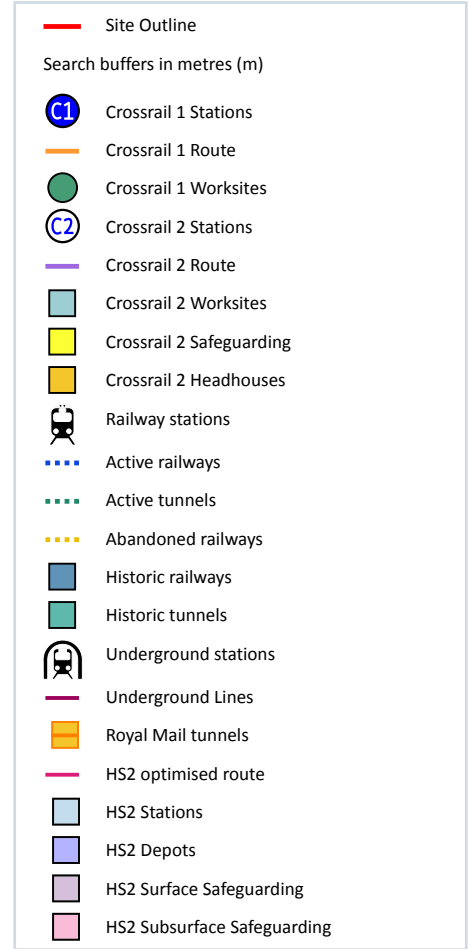 Site Outline
Search buffers in metres (m)
C1 Crossrail 1 Stations
Crossrail 1 Route
Crossrail 1 Worksites
C2 Crossrail 2 Stations
Crossrail 2 Route
Crossrail 2 Worksites
Crossrail 2 Safeguarding
Crossrail 2 Headhouses
Railway stations
Active railways
Active tunnels
Abandoned railways
Historic railways
Historic tunnels
Underground stations
Underground Lines
Royal Mail tunnels
HS2 optimised route
HS2 Stations
HS2 Depots
HS2 Surface Safeguarding
HS2 Subsurface Safeguarding